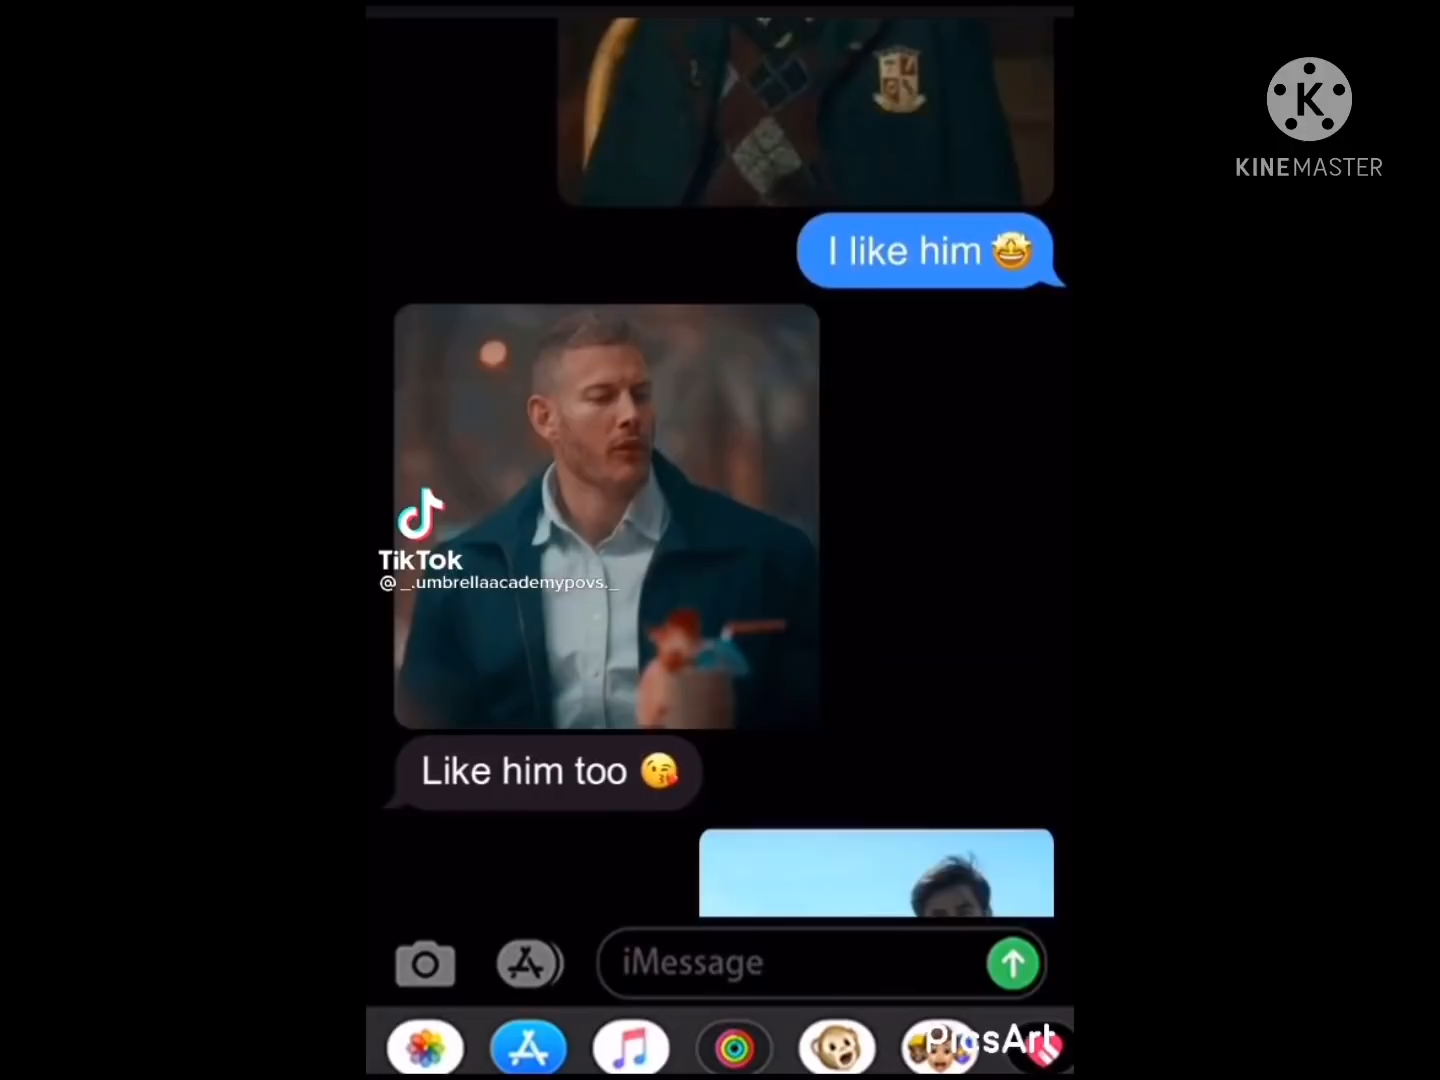 KINEMASTER
I like him 🤩
TikTok
@_.umbrellaacademypovs._
Like him too 😘
iMessage
PicsArt